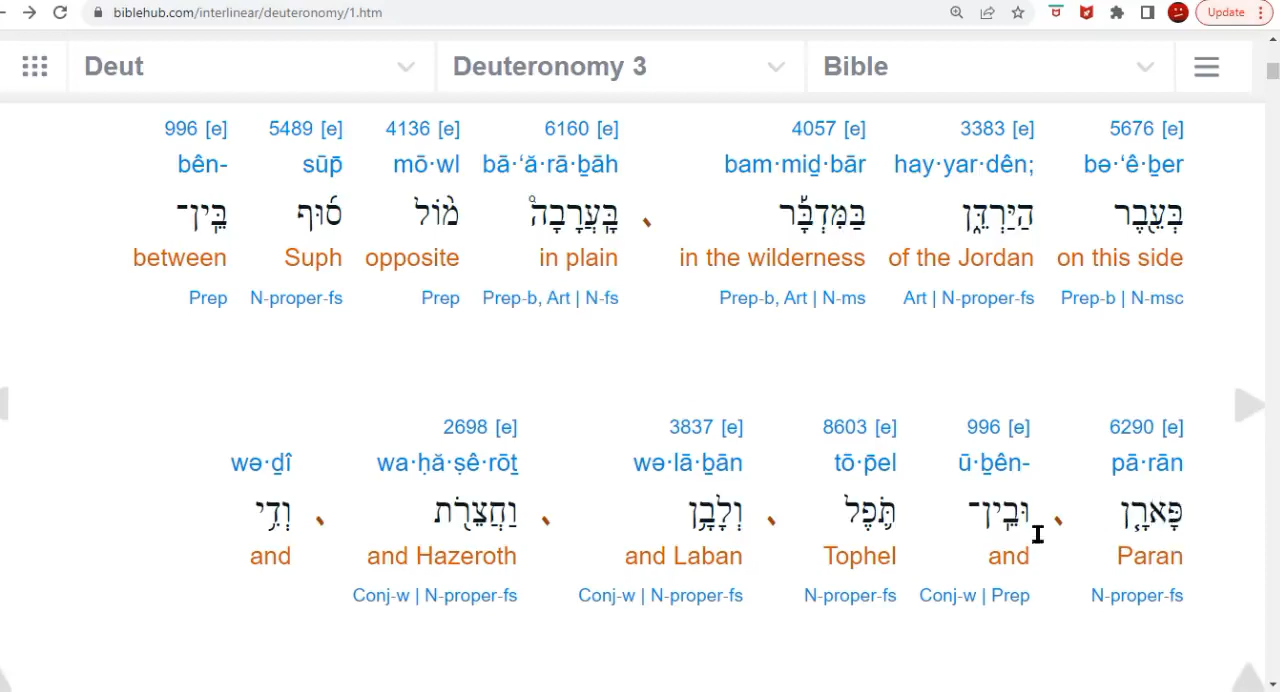 biblehub.com/interlinear/deuteronomy/1.htm Update
Deut Deuteronomy 3 Bible
996 [e] 5489 [e] 4136 [e] 6160 [e] 4057 [e] 3383 [e] 5676 [e]
bên- sūp̄ mō·wl bā·‘ă·rā·ḇāh bam·miḏ·bār hay·yar·dên; bə·‘ê·ḇer
בְּעֵ֖בֶר הַיַּרְדֵּ֑ן בַּמִּדְבָּ֡ר ، בָּֽעֲרָבָה֩ מ֨וֹל ס֜וּף בֵּֽין־
between Suph opposite in plain in the wilderness of the Jordan on this side
Prep N-proper-fs Prep Prep-b, Art | N-fs Prep-b, Art | N-ms Art | N-proper-fs Prep-b | N-msc
2698 [e] 3837 [e] 8603 [e] 996 [e] 6290 [e]
wə·ḏî wa·ḥă·ṣê·rōṯ wə·lā·ḇān tō·p̄el ū·ḇên- pā·rān
פָּארָ֧ן ، וּבֵֽין־ תֹּ֛פֶל ، וְלָבָ֥ן ، וַחֲצֵרֹ֖ת ، וְדִ֥י
and and Hazeroth and Laban Tophel and Paran
Conj-w | N-proper-fs Conj-w | N-proper-fs N-proper-fs Conj-w | Prep N-proper-fs